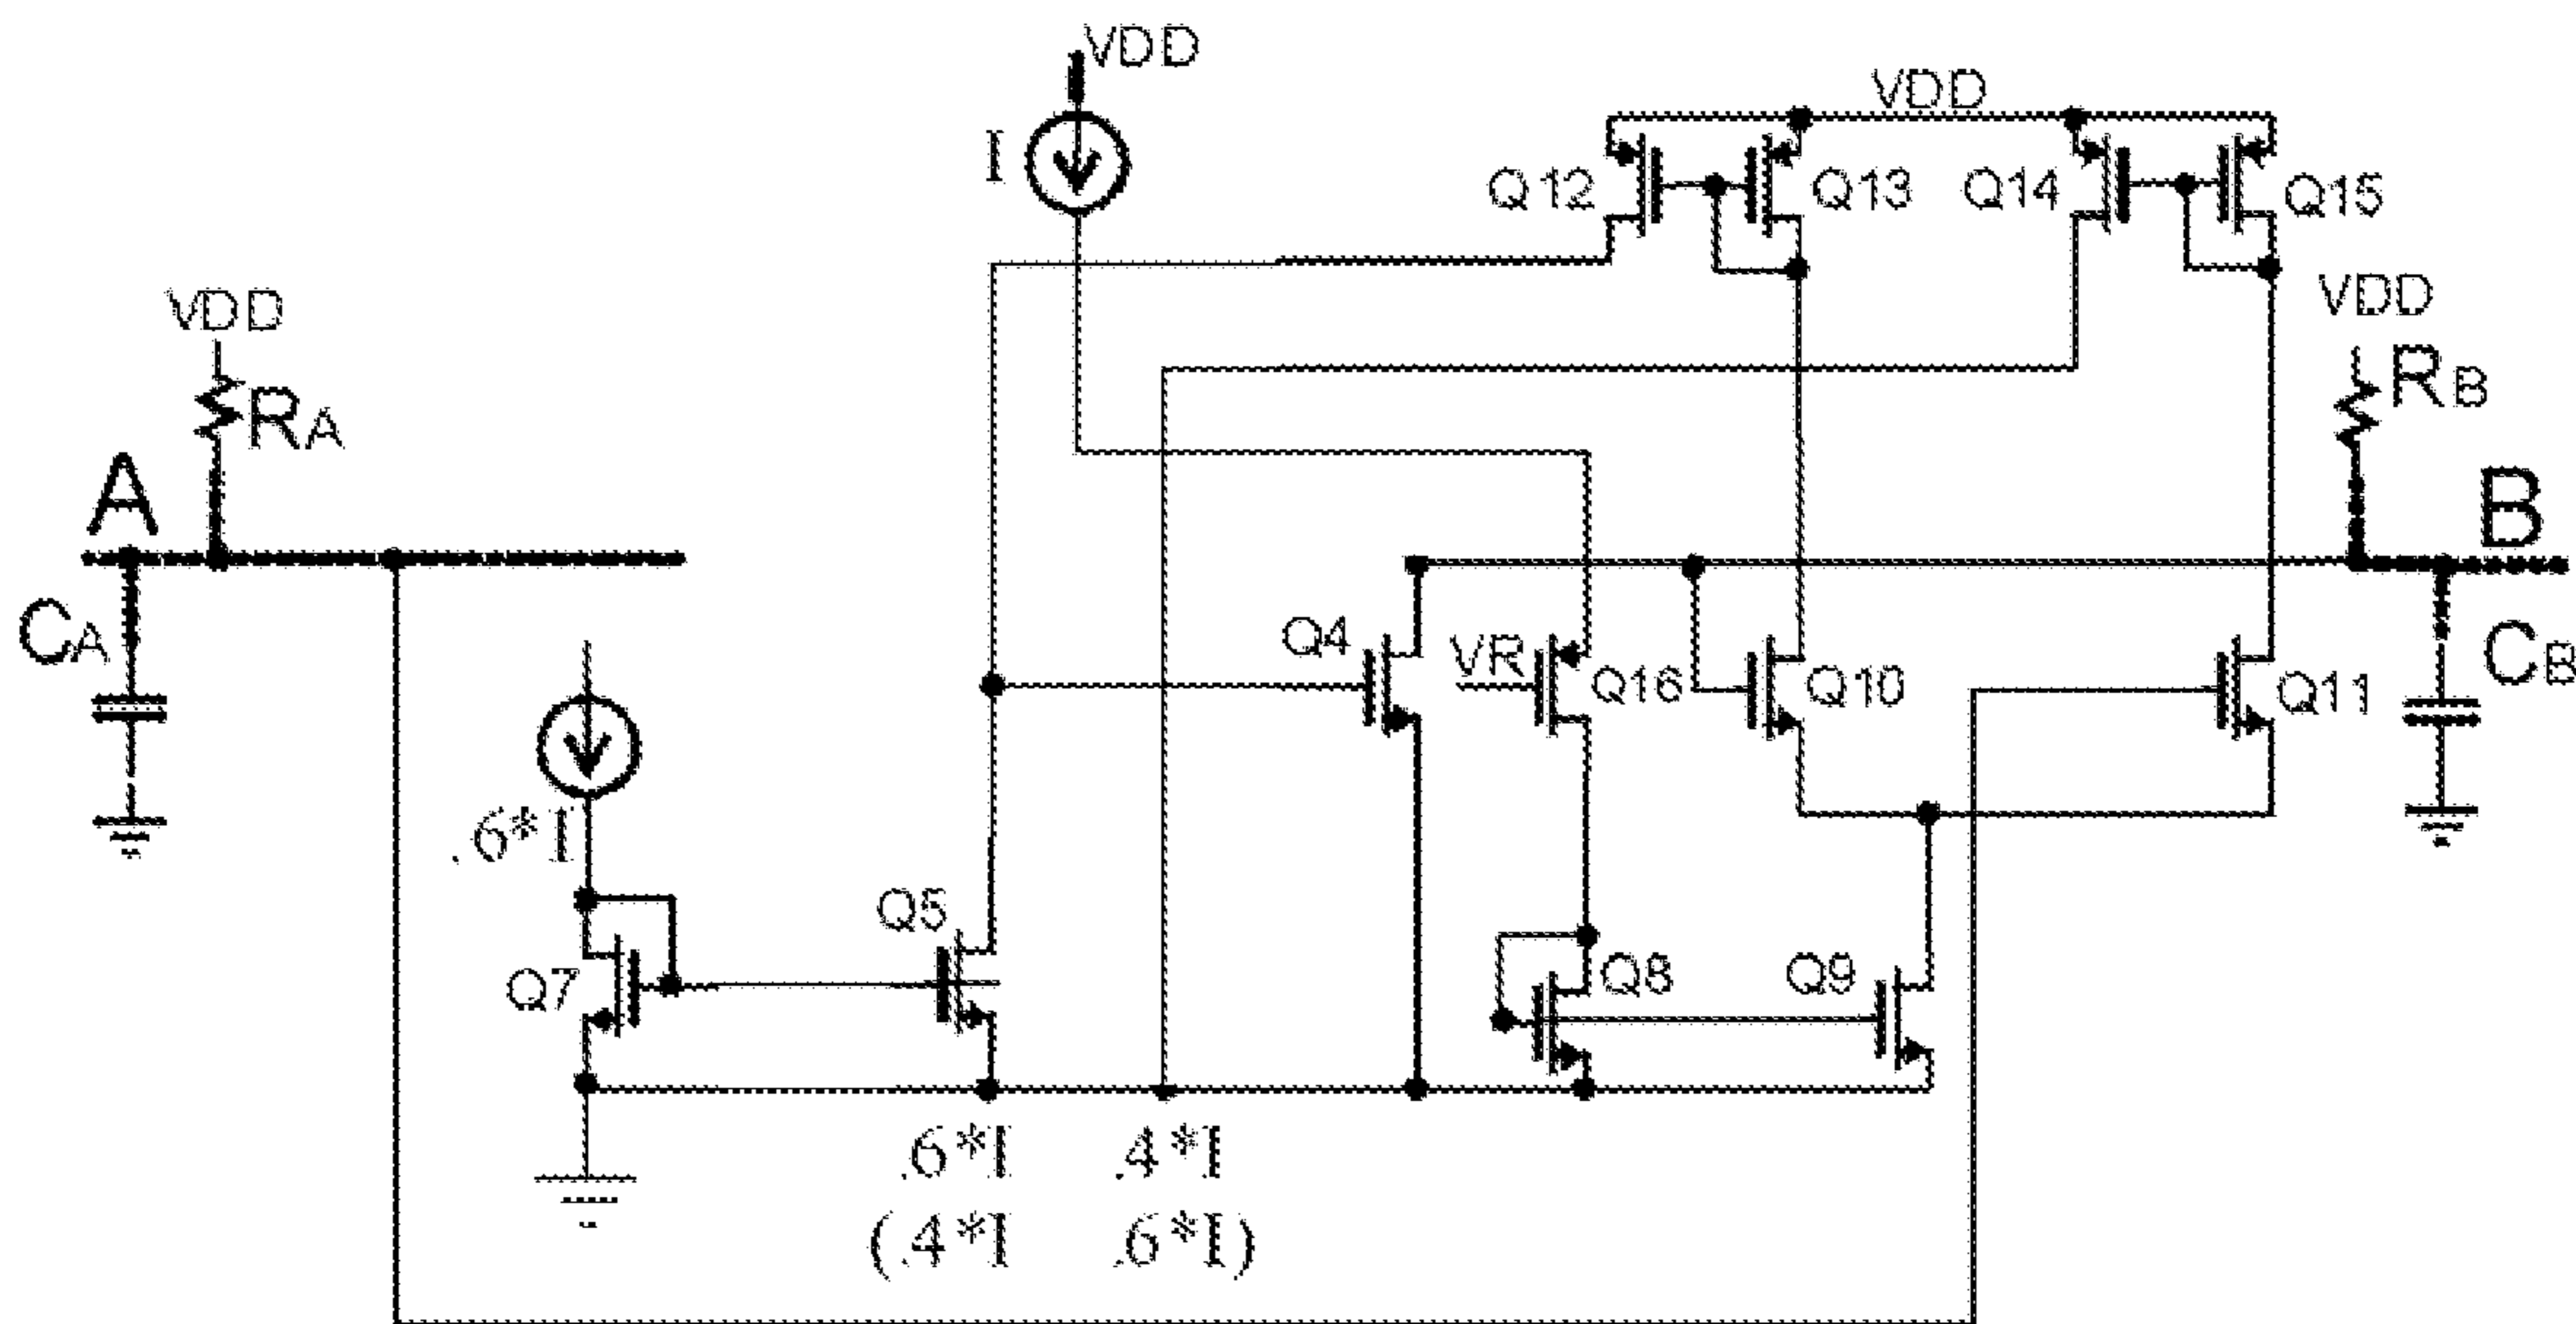 VDD
VDD
I
Q12
Q13
Q14
Q15
VDD
VDD
RA
RB
A
B
CA
Q4
VR
Q16
Q10
Q11
CB
.6*I
Q5
Q7
Q8
Q9
.6*I .4*I
(.4*I .6*I)